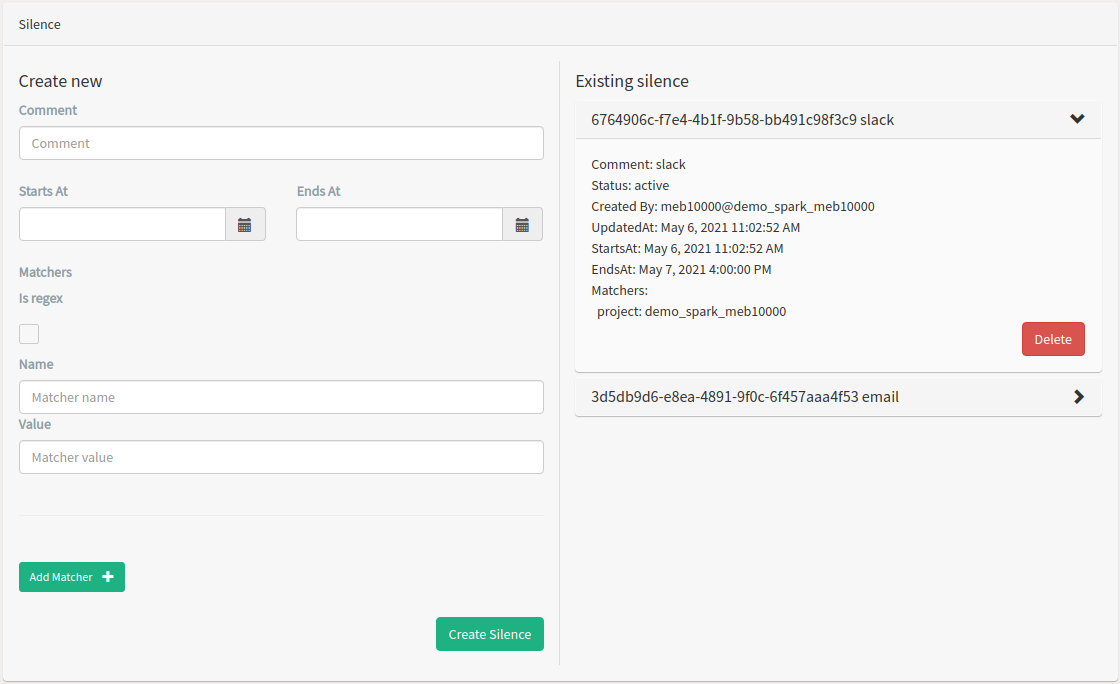 Silence
Create new
Comment
Comment
Starts At
Ends At
Matchers
Is regex
Name
Matcher name
Value
Matcher value
Add Matcher
Create Silence
Existing silence
6764906c-f7e4-4b1f-9b58-bb491c98f3c9 slack
Comment: slack
Status: active
Created By: meb10000@demo_spark_meb10000
UpdatedAt: May 6, 2021 11:02:52 AM
StartsAt: May 6, 2021 11:02:52 AM
EndsAt: May 7, 2021 4:00:00 PM
Matchers:
project: demo_spark_meb10000
Delete
3d5db9d6-e8ea-4891-9f0c-6f457aaa4f53 email